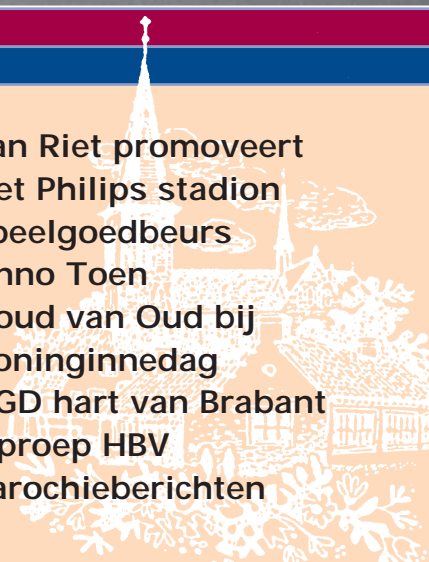 an Riet promoveert
et Philips stadion
peelgoedbeurs
nno Toen
oud van Oud bij
oninginnedag
GD hart van Brabant
proep HBV
arochieberichten